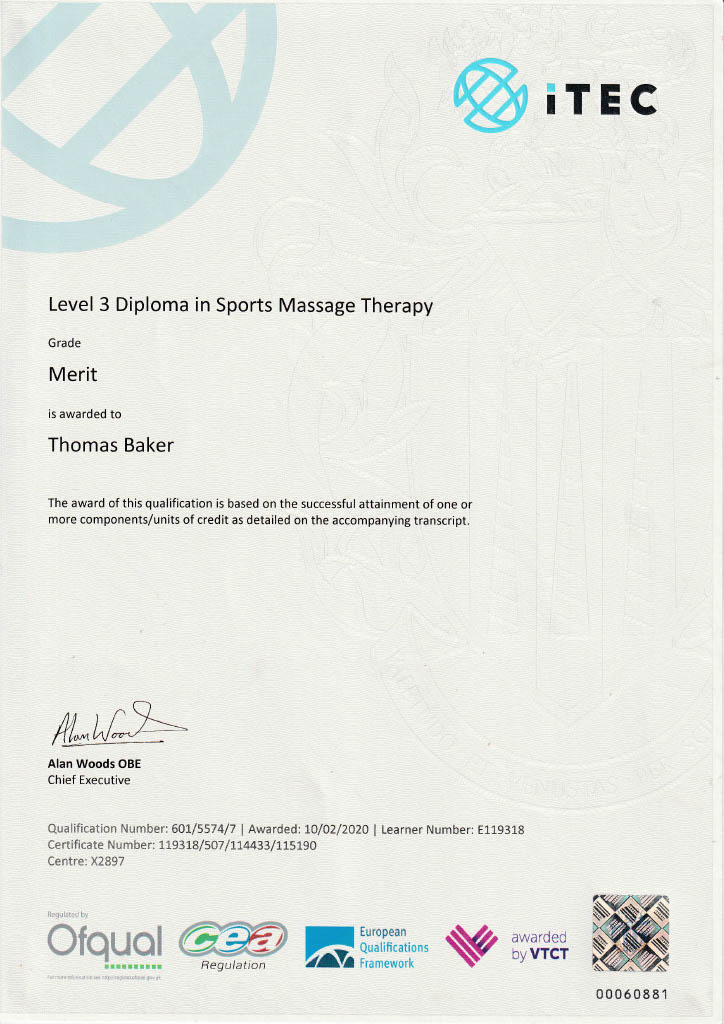 iTEC
Level 3 Diploma in Sports Massage Therapy
Grade
Merit
is awarded to
Thomas Baker
The award of this qualification is based on the successful attainment of one or
more components/units of credit as detailed on the accompanying transcript.
Alan Woods
Alan Woods OBE
Chief Executive
Qualification Number: 601/5574/7 | Awarded: 10/02/2020 | Learner Number: E119318
Certificate Number: 119318/507/114433/115190
Centre: X2897
Regulated by
Ofqual
cea
Regulation
European
Qualifications
Framework
awarded
by VTCT
00060881